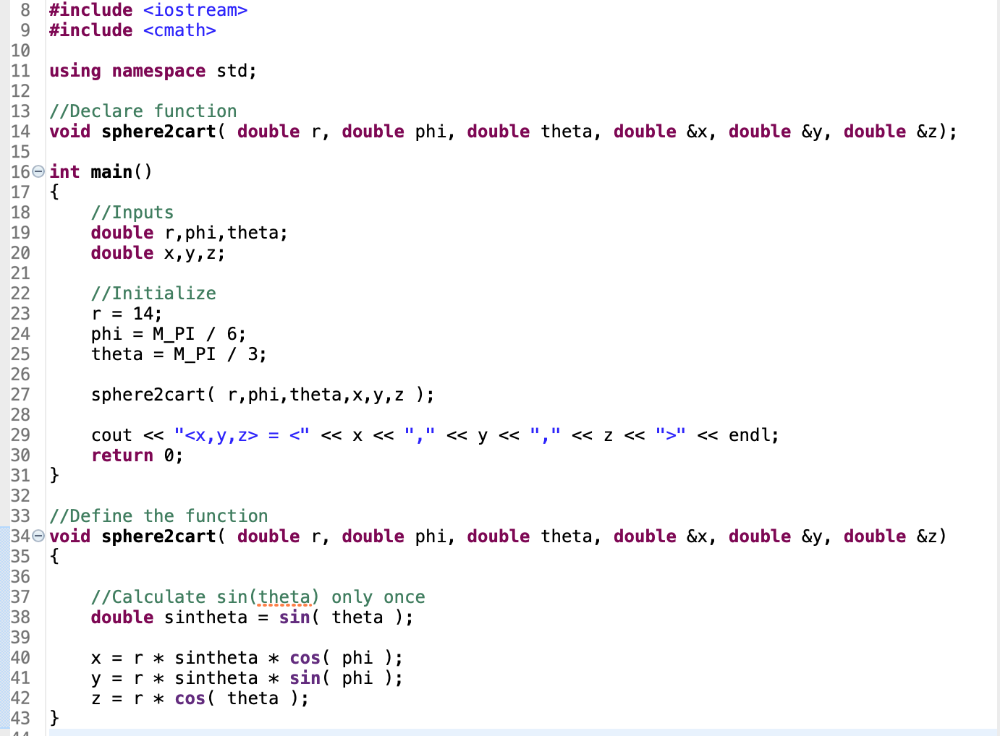 8 #include <iostream>
9 #include <cmath>
10
11 using namespace std;
12
13 //Declare function
14 void sphere2cart( double r, double phi, double theta, double &x, double &y, double &z);
15
16 int main()
17 {
18     //Inputs
19     double r,phi,theta;
20     double x,y,z;
21
22     //Initialize
23     r = 14;
24     phi = M_PI / 6;
25     theta = M_PI / 3;
26
27     sphere2cart( r,phi,theta,x,y,z );
28
29     cout << "<x,y,z> = <" << x << "," << y << "," << z << ">" << endl;
30     return 0;
31 }
32
33 //Define the function
34 void sphere2cart( double r, double phi, double theta, double &x, double &y, double &z)
35 {
36
37     //Calculate sin(theta) only once
38     double sintheta = sin( theta );
39
40     x = r * sintheta * cos( phi );
41     y = r * sintheta * sin( phi );
42     z = r * cos( theta );
43 }